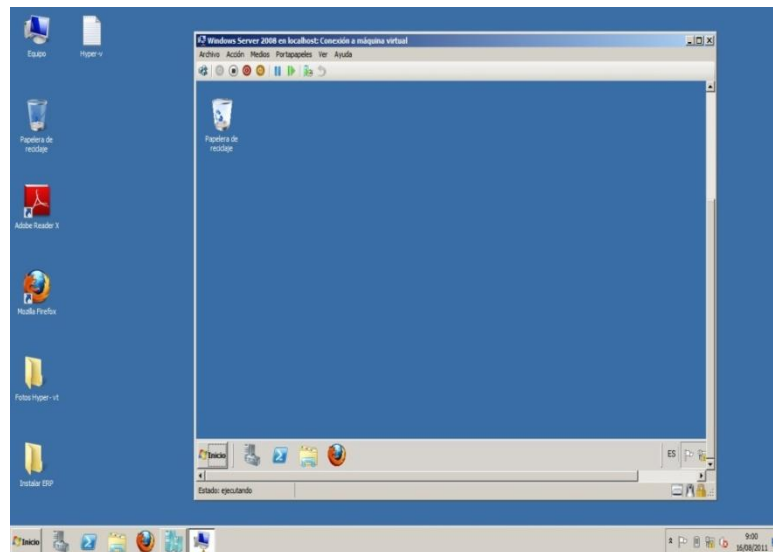 Equipo
Hyper-v
Papelera de
reciclaje
Adobe Reader X
Mozilla Firefox
Fotos Hyper- vt
Instalar ERP
Windows Server 2008 en localhost: Conexión a máquina virtual
Archivo Acción Medios Portapapeles Ver Ayuda
Papelera de
reciclaje
Inicio
ES
Estado: ejecutando
Inicio
9:00
16/08/2011